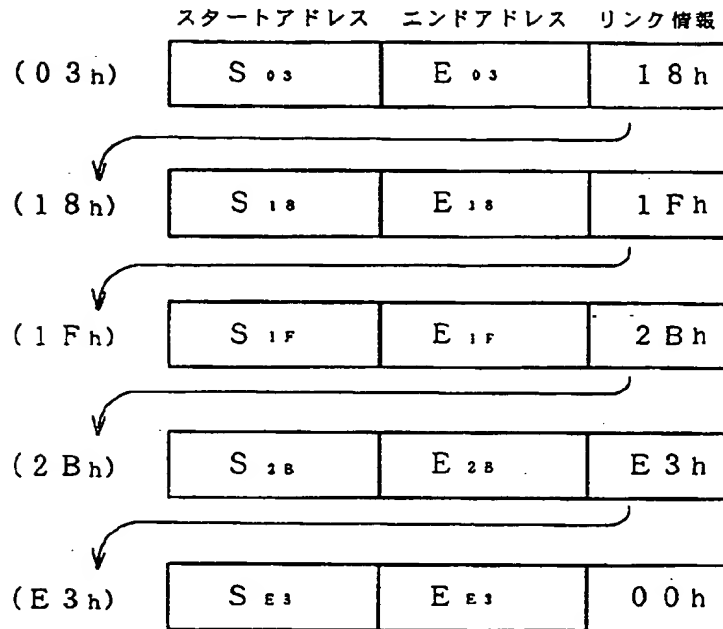 スタートアドレス ニンドアドレス リンク情報
(03h) S03 E03 18h
(18h) S18 E18 1Fh
(1Fh) S1F E1F 2Bh
(2Bh) S2B E2B E3h
(E3h) SE3 EE3 00h